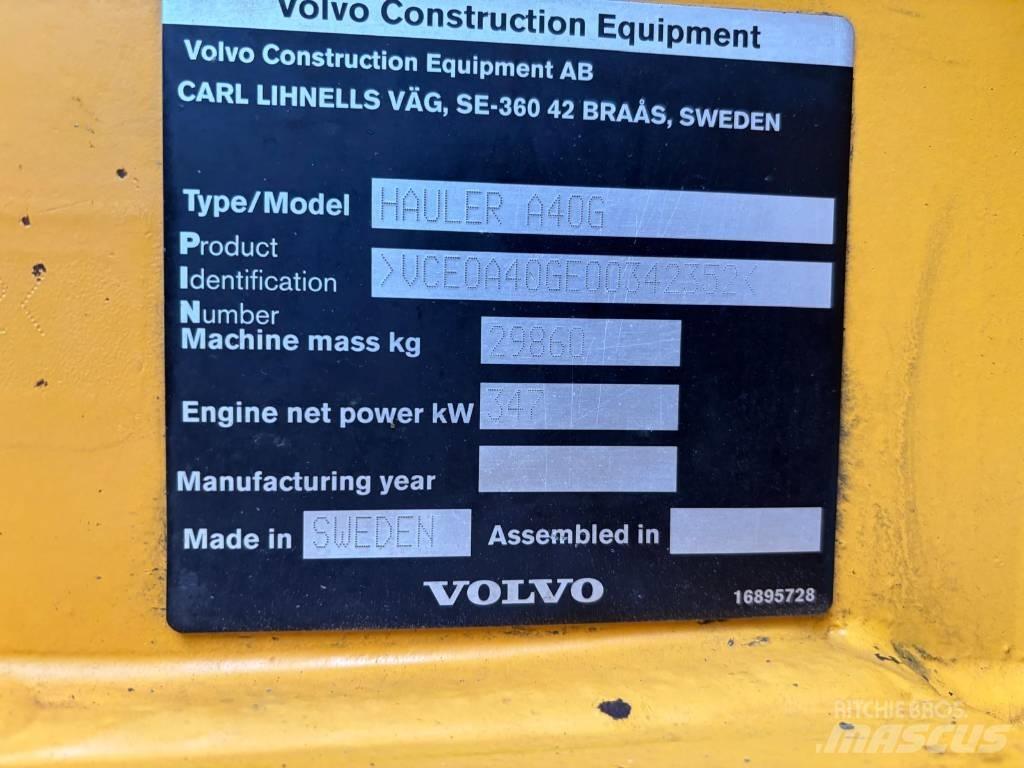 Volvo Construction Equipment
Volvo Construction Equipment AB
CARL LIHNELLS VÄG, SE-360 42 BRAÅS, SWEDEN
Type/Model HAULER A40G
Product
Identification >VCE0A40GE00342352<
Number
Machine mass kg 29860
Engine net power kW 347
Manufacturing year
Made in SWEDEN Assembled in
VOLVO 16895728
RITCHIE BROS.
MASCUS